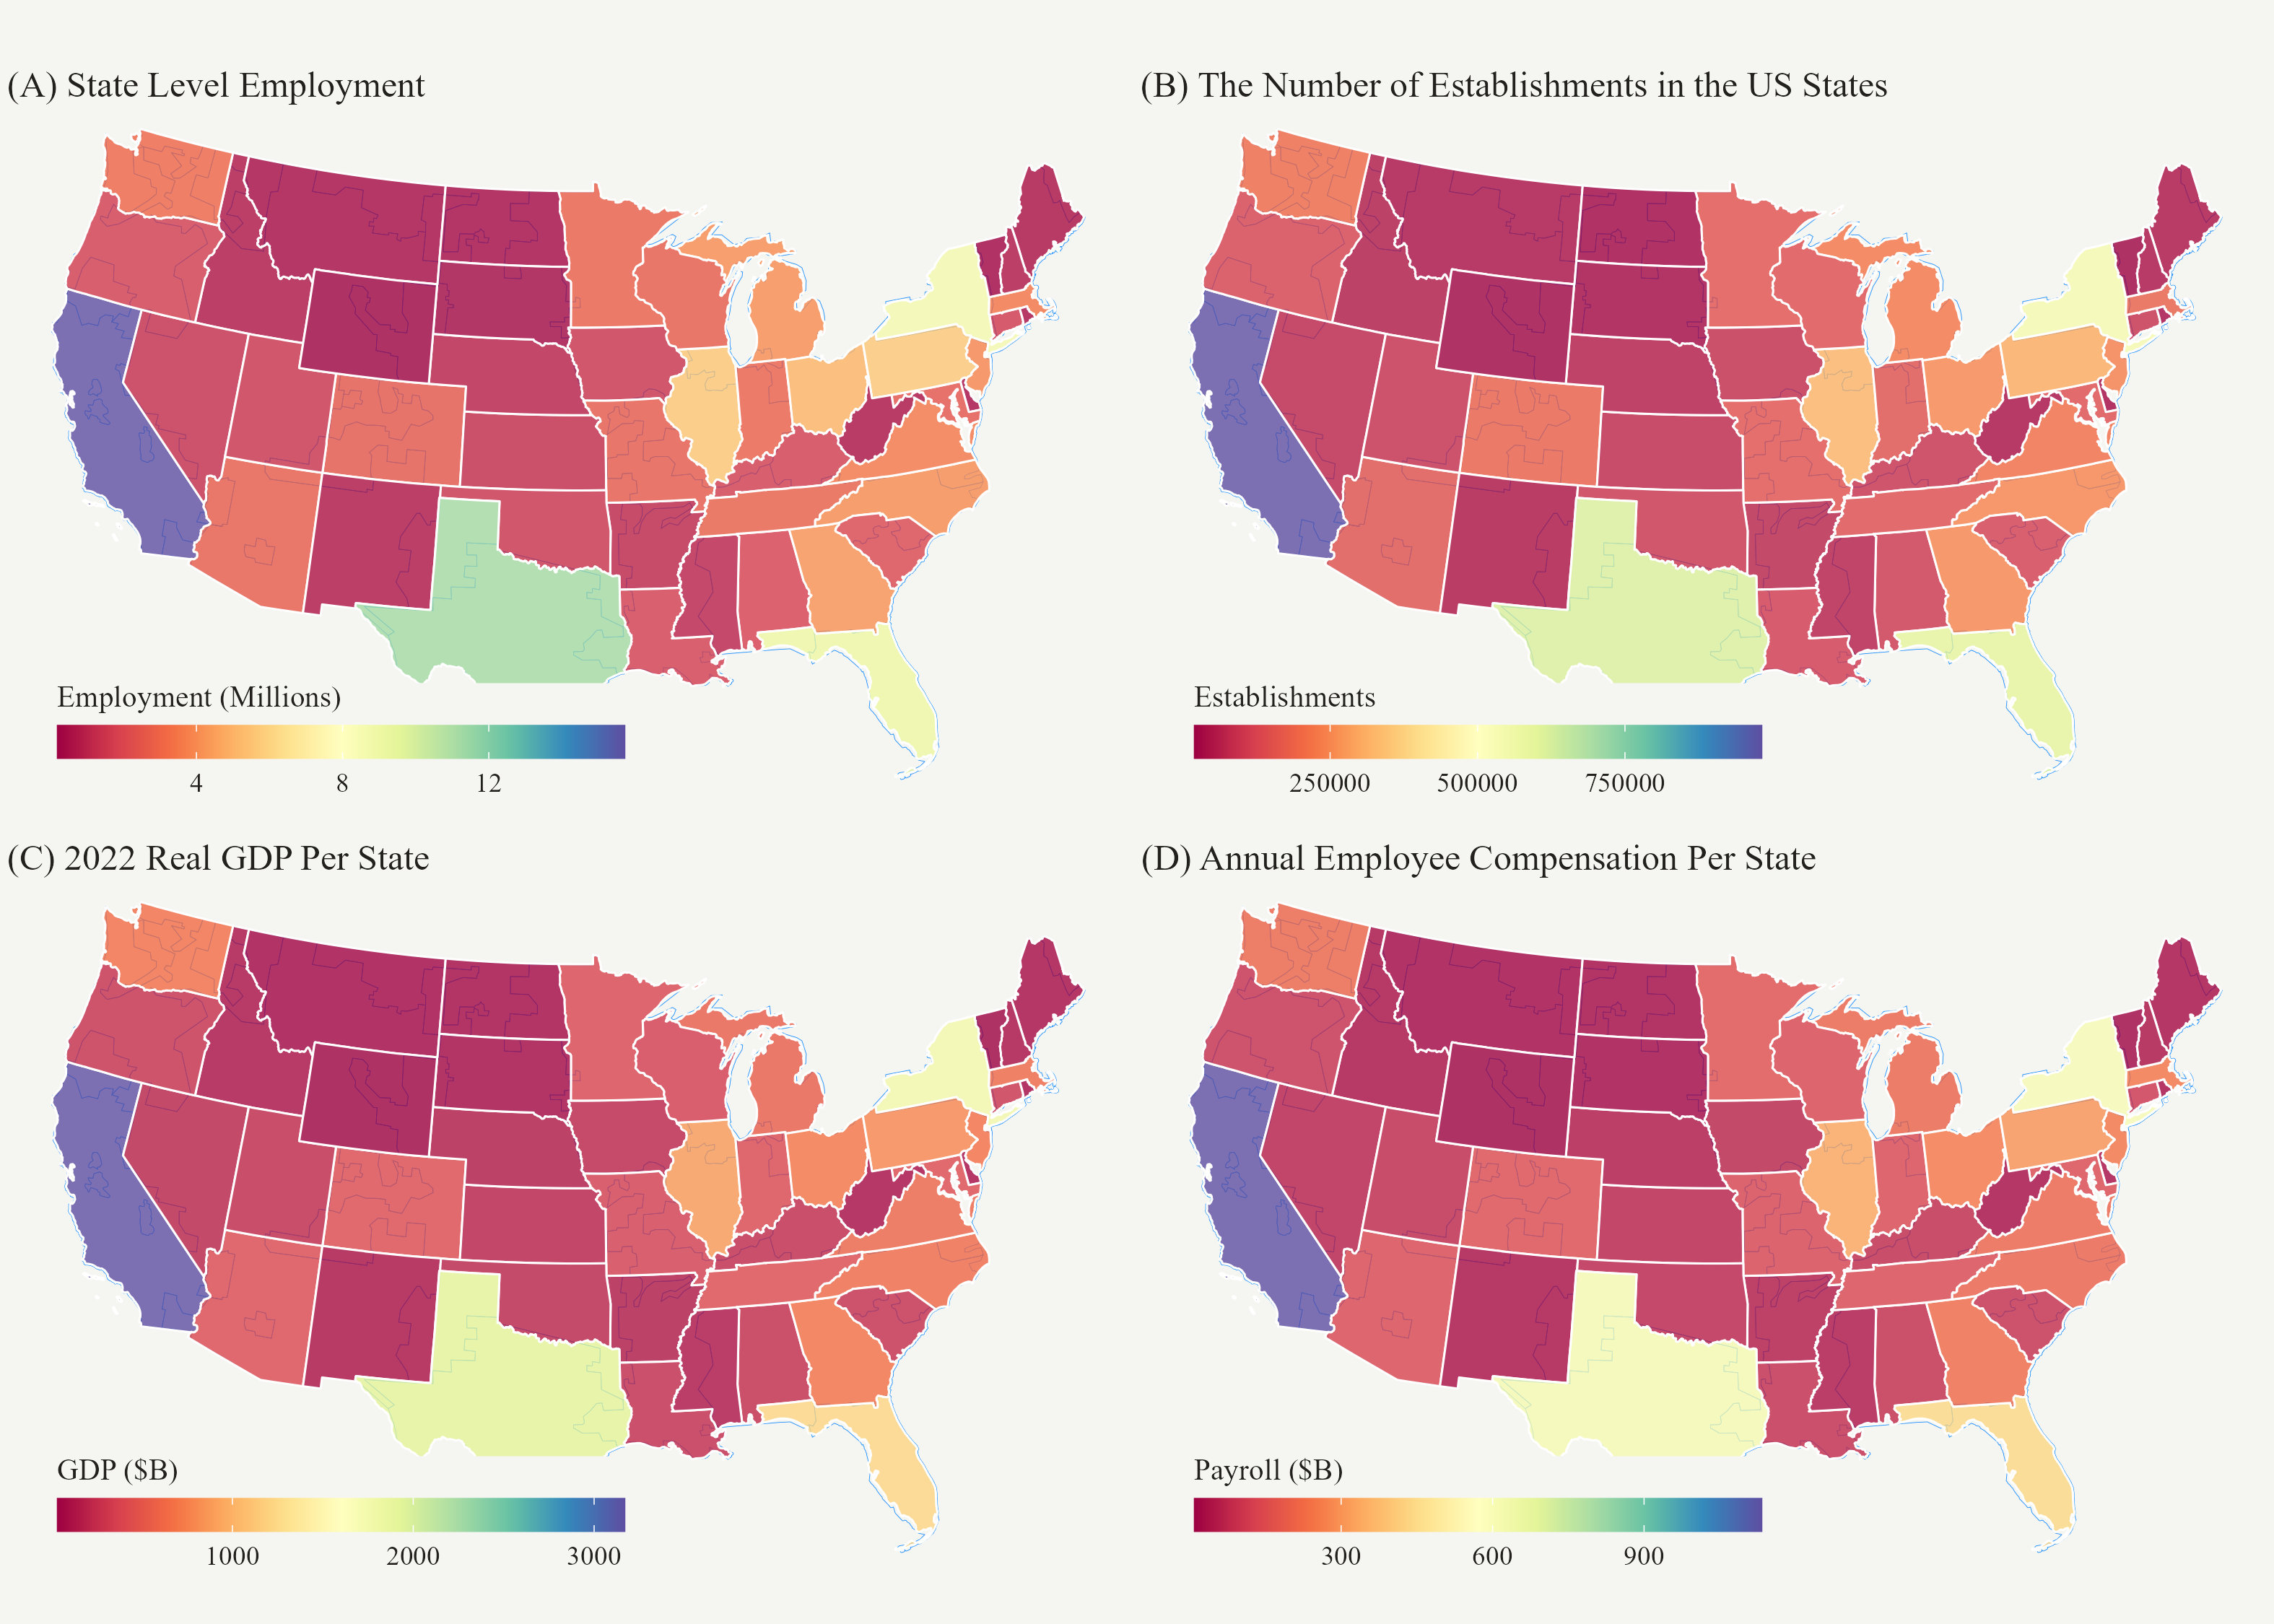 (A) State Level Employment
(B) The Number of Establishments in the US States
Employment (Millions)
4 8 12
Establishments
250000 500000 750000
(C) 2022 Real GDP Per State
(D) Annual Employee Compensation Per State
GDP ($B)
1000 2000 3000
Payroll ($B)
300 600 900